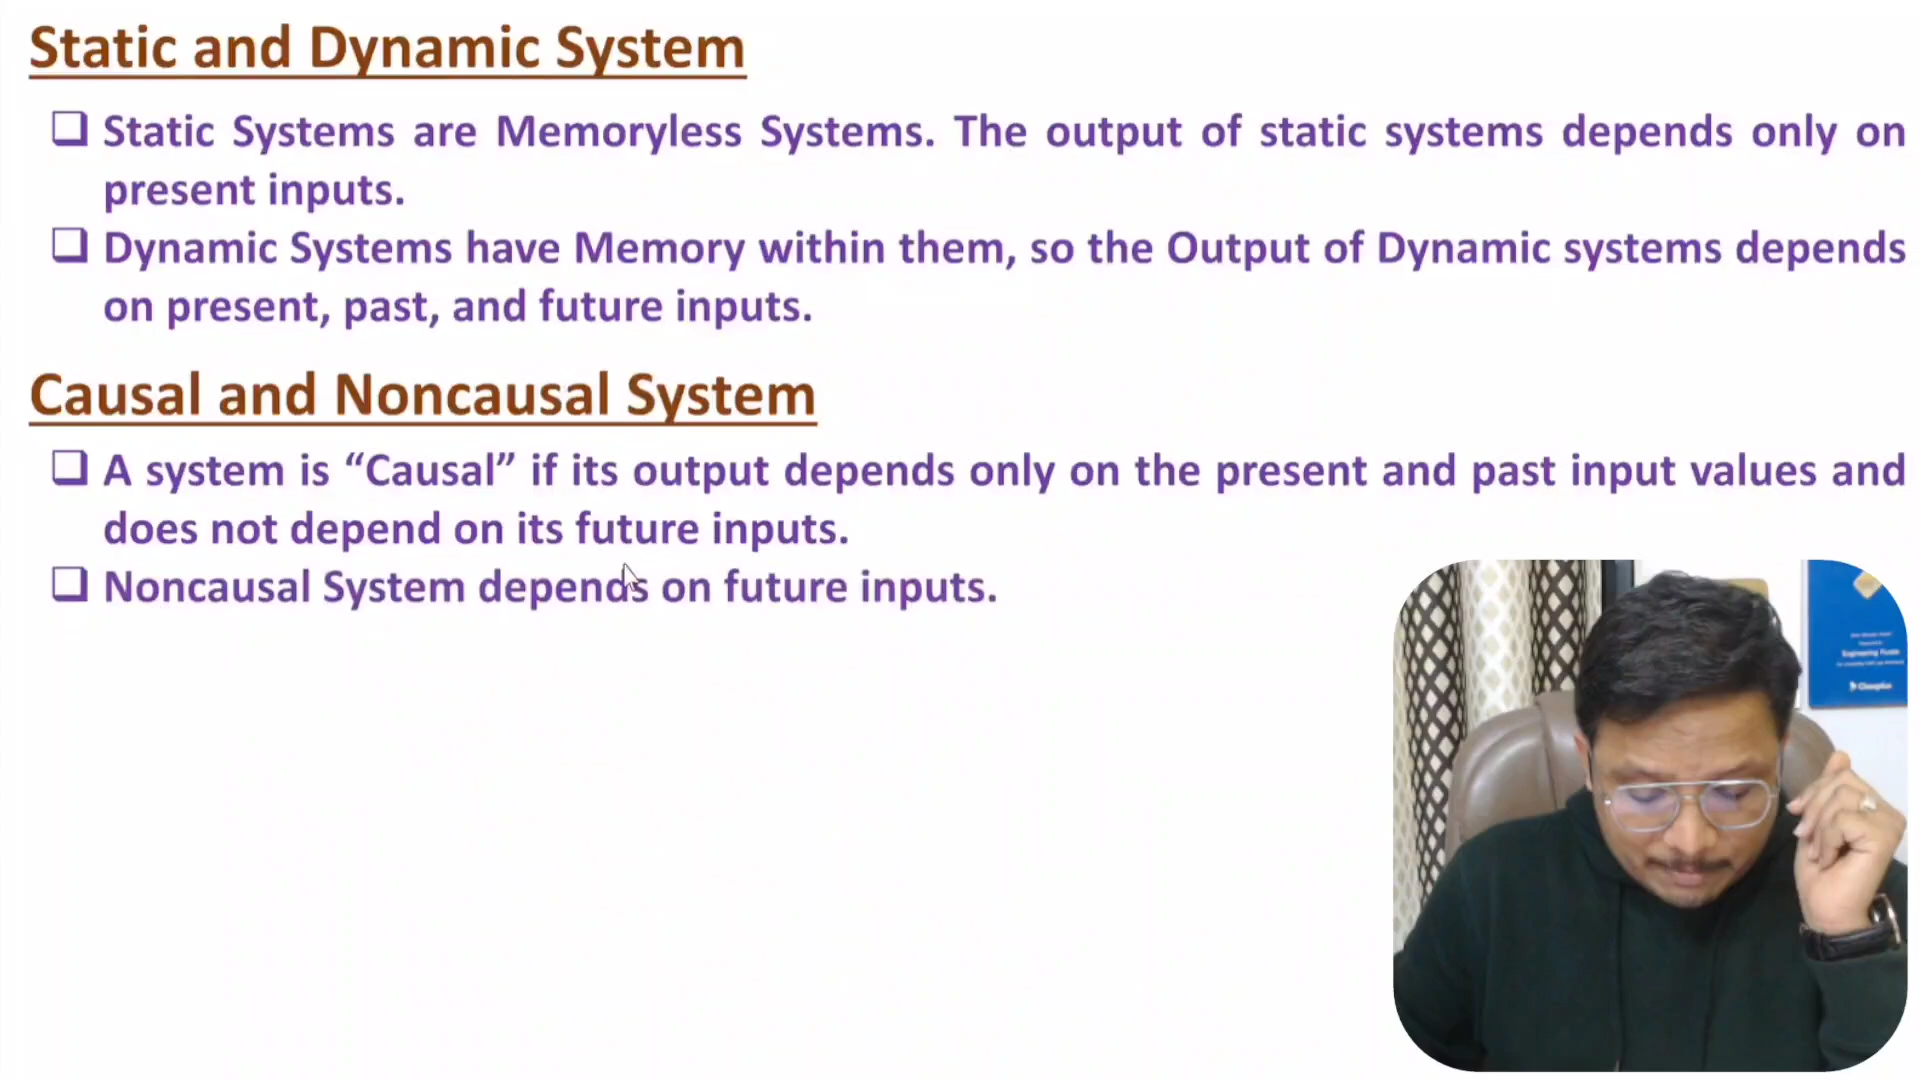 Static and Dynamic System
❑ Static Systems are Memoryless Systems. The output of static systems depends only on
present inputs.
❑ Dynamic Systems have Memory within them, so the Output of Dynamic systems depends
on present, past, and future inputs.
Causal and Noncausal System
❑ A system is “Causal” if its output depends only on the present and past input values and
does not depend on its future inputs.
❑ Noncausal System depends on future inputs.
Engineering Funda